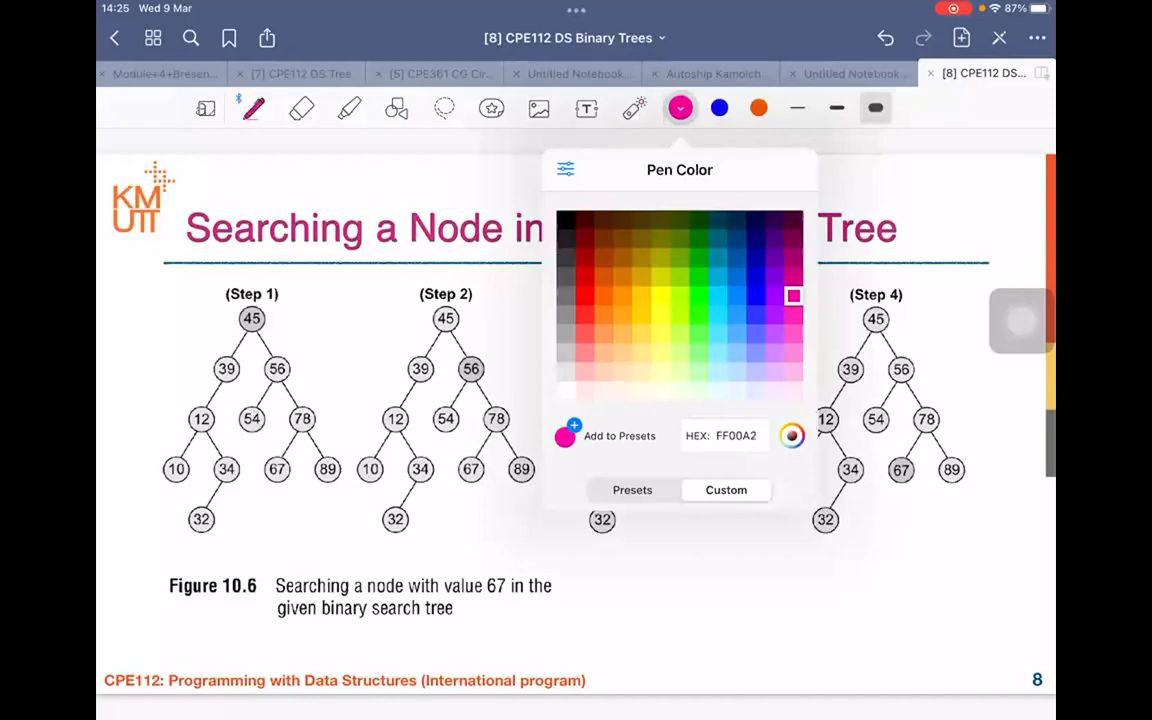 14:25 Wed 9 Mar
87%
[8] CPE112 DS Binary Trees
Module+4+Bresen...
[7] CPE112 DS Tree
[5] CPE361 CG Cir...
Untitled Notebook...
Autoship Kamolch...
Untitled Notebook...
[8] CPE112 DS...
T
Pen Color
KM
UTT
Searching a Node in
Tree
(Step 1)
(Step 2)
(Step 4)
45
45
45
39
56
39
56
39
56
12
54
78
12
54
78
12
54
78
10
34
67
89
10
34
67
89
34
67
89
32
32
32
32
Add to Presets
HEX: FF00A2
Presets
Custom
Figure 10.6 Searching a node with value 67 in the
given binary search tree
CPE112: Programming with Data Structures (International program)
8